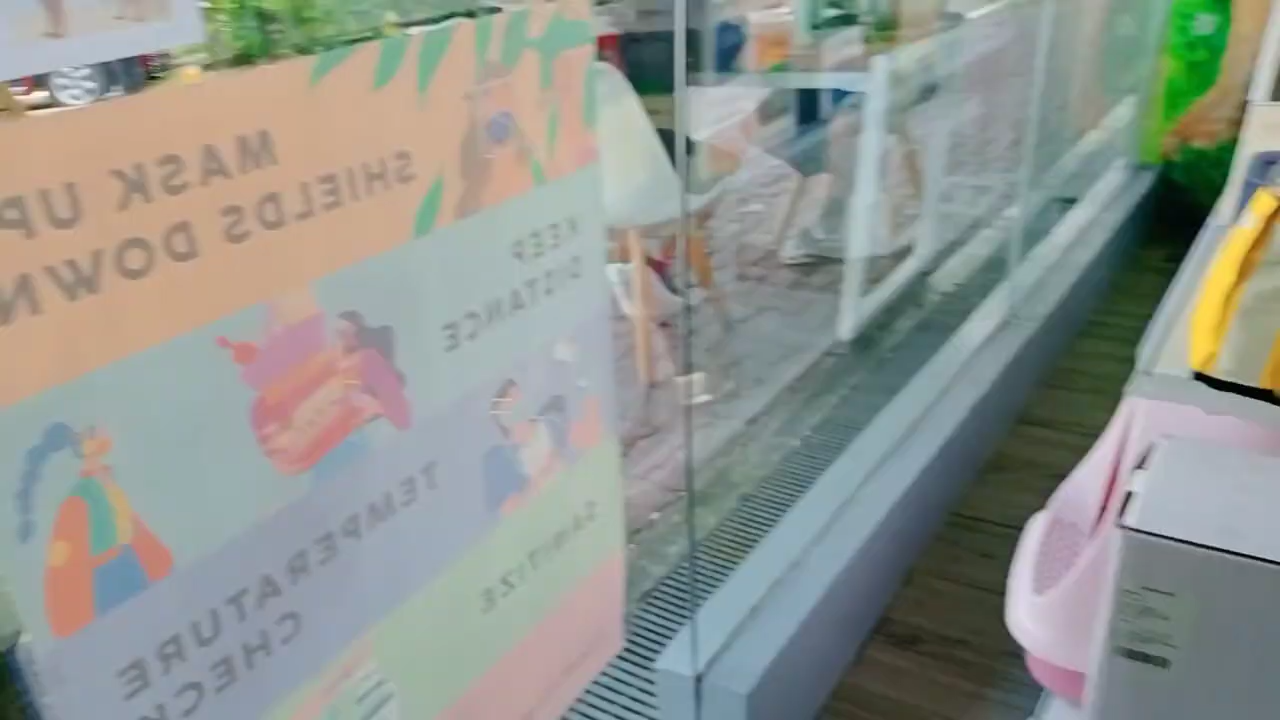 MASK UP
SHIELDS DOWN
KEEP
DISTANCE
TEMPERATURE
CHECK
SANITIZE